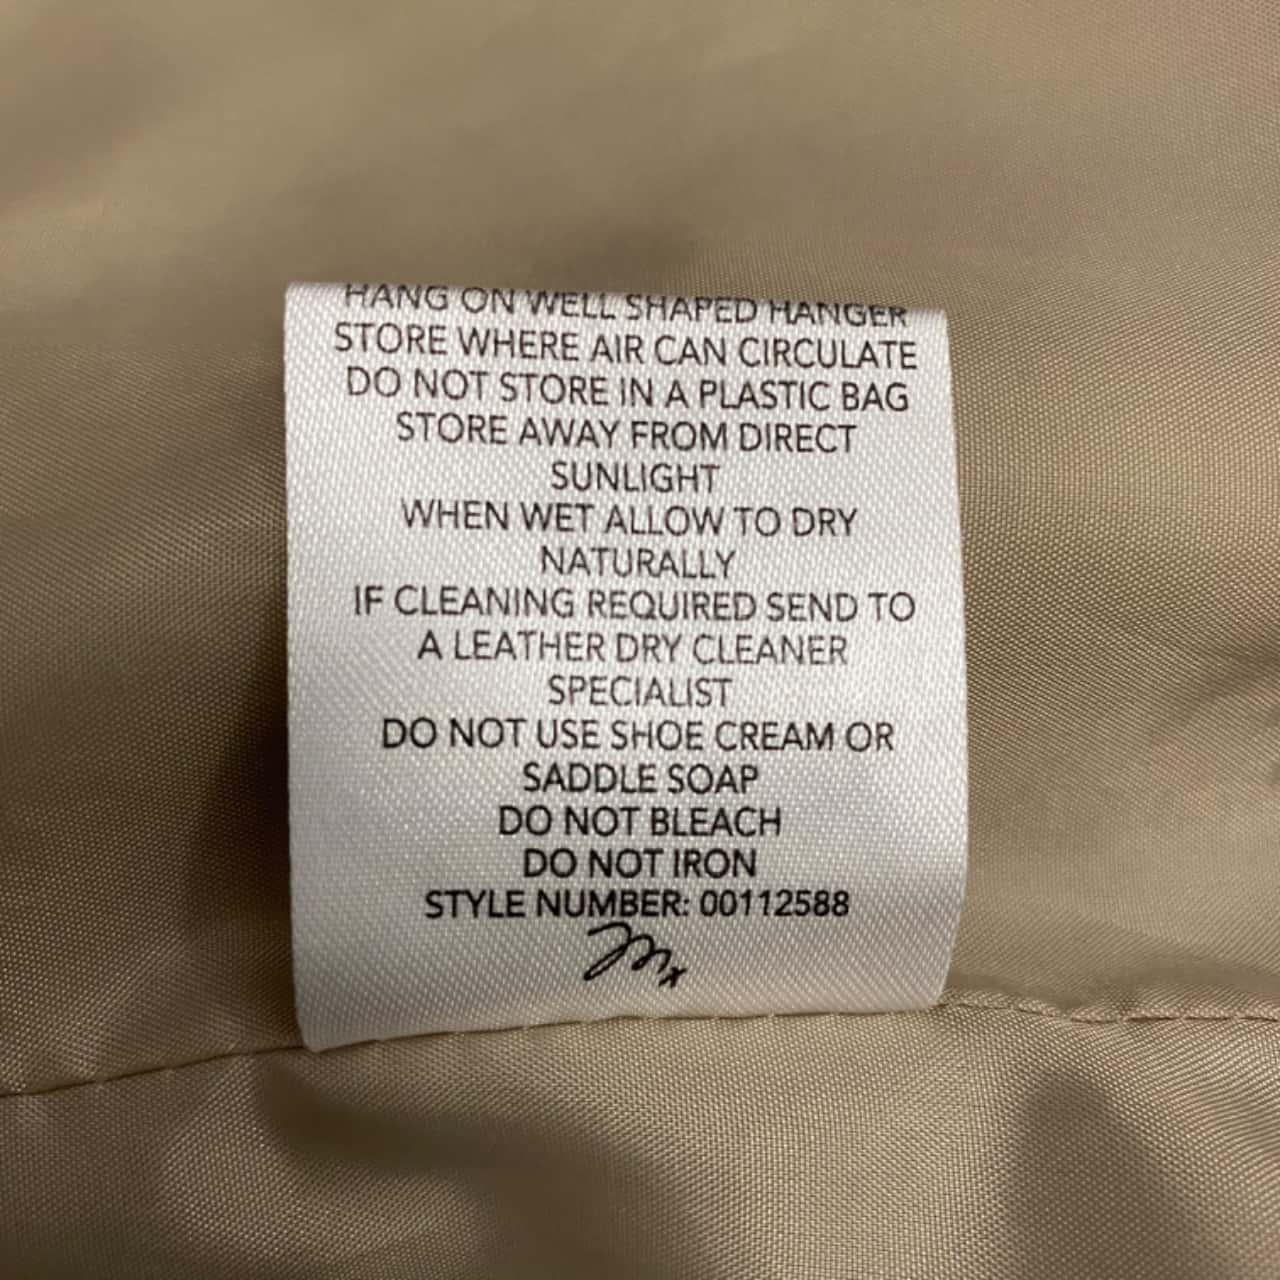 HANG ON WELL SHAPED HANGER
STORE WHERE AIR CAN CIRCULATE
DO NOT STORE IN A PLASTIC BAG
STORE AWAY FROM DIRECT
SUNLIGHT
WHEN WET ALLOW TO DRY
NATURALLY
IF CLEANING REQUIRED SEND TO
A LEATHER DRY CLEANER
SPECIALIST
DO NOT USE SHOE CREAM OR
SADDLE SOAP
DO NOT BLEACH
DO NOT IRON
STYLE NUMBER: 00112588
Mx